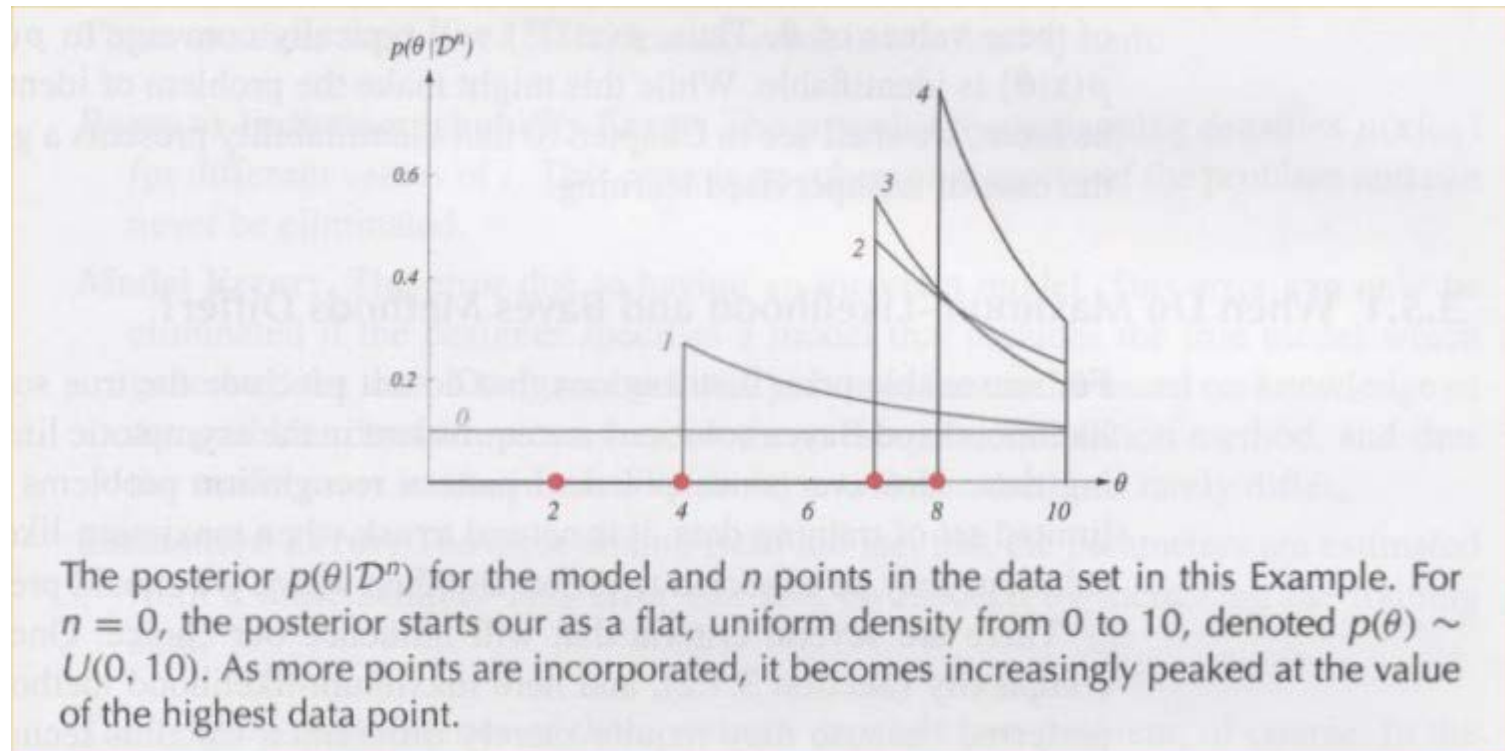 p(θ|𝒟ⁿ)
4
0.6
3
2
0.4
1
0.2
0
θ
2 4 6 8 10
The posterior p(θ|𝒟ⁿ) for the model and n points in the data set in this Example. For
n = 0, the posterior starts our as a flat, uniform density from 0 to 10, denoted p(θ) ∼
U(0, 10). As more points are incorporated, it becomes increasingly peaked at the value
of the highest data point.